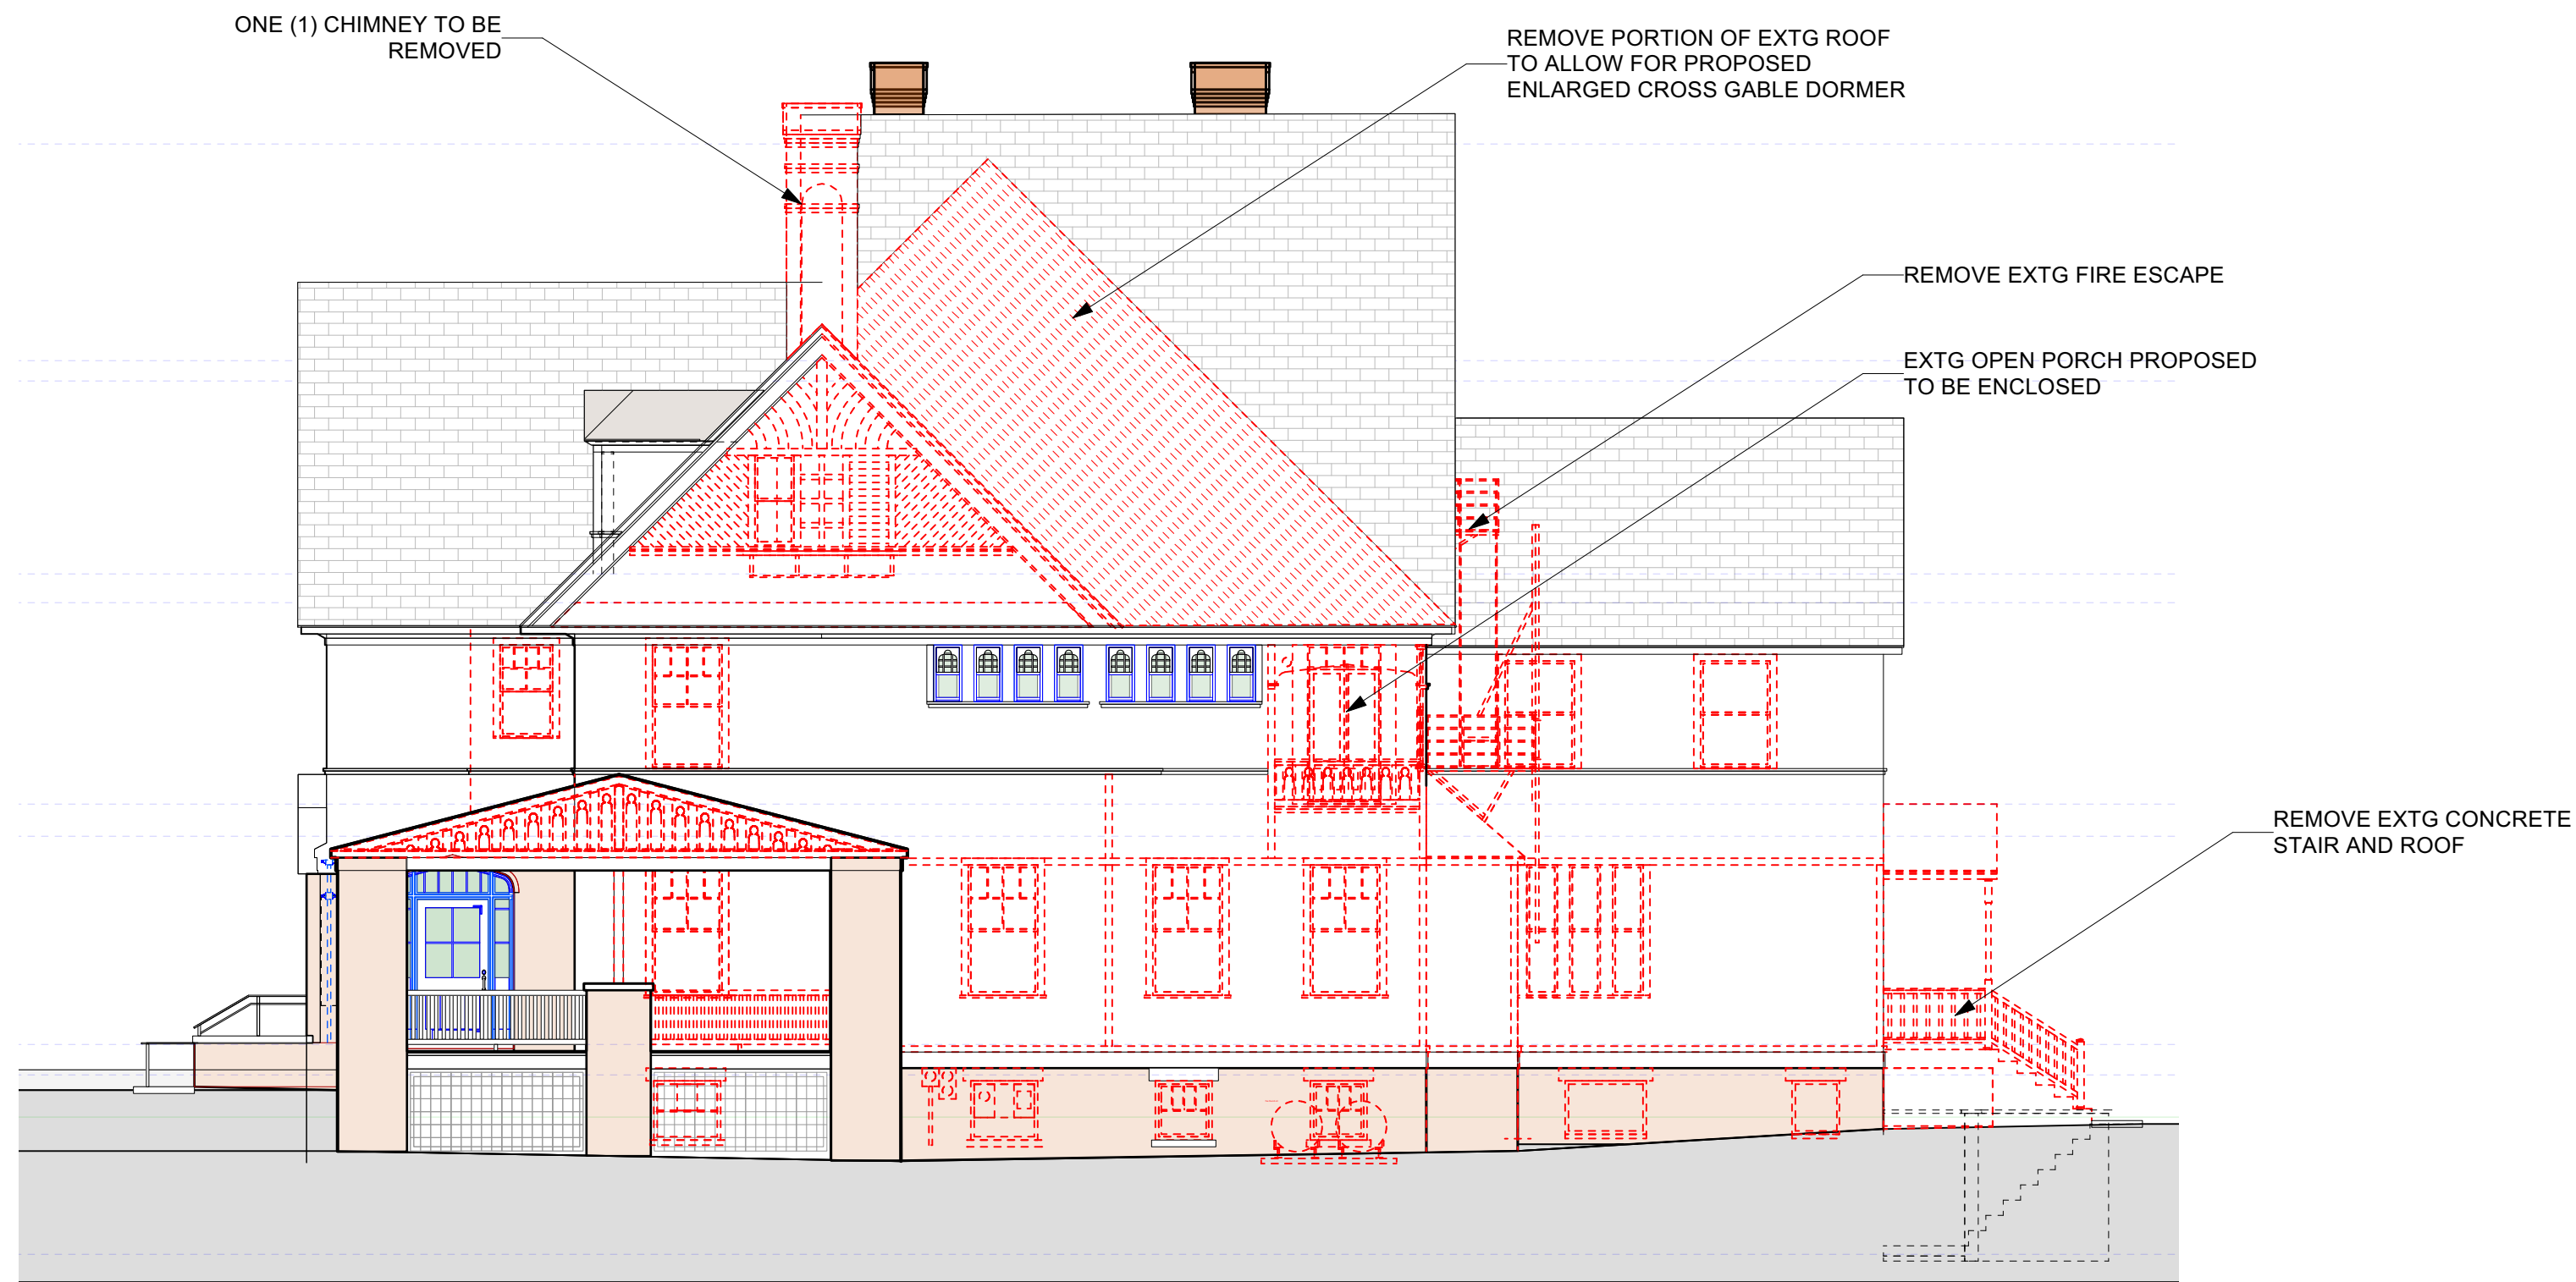 ONE (1) CHIMNEY TO BE
REMOVED
REMOVE PORTION OF EXTG ROOF
TO ALLOW FOR PROPOSED
ENLARGED CROSS GABLE DORMER
REMOVE EXTG FIRE ESCAPE
EXTG OPEN PORCH PROPOSED
TO BE ENCLOSED
REMOVE EXTG CONCRETE
STAIR AND ROOF